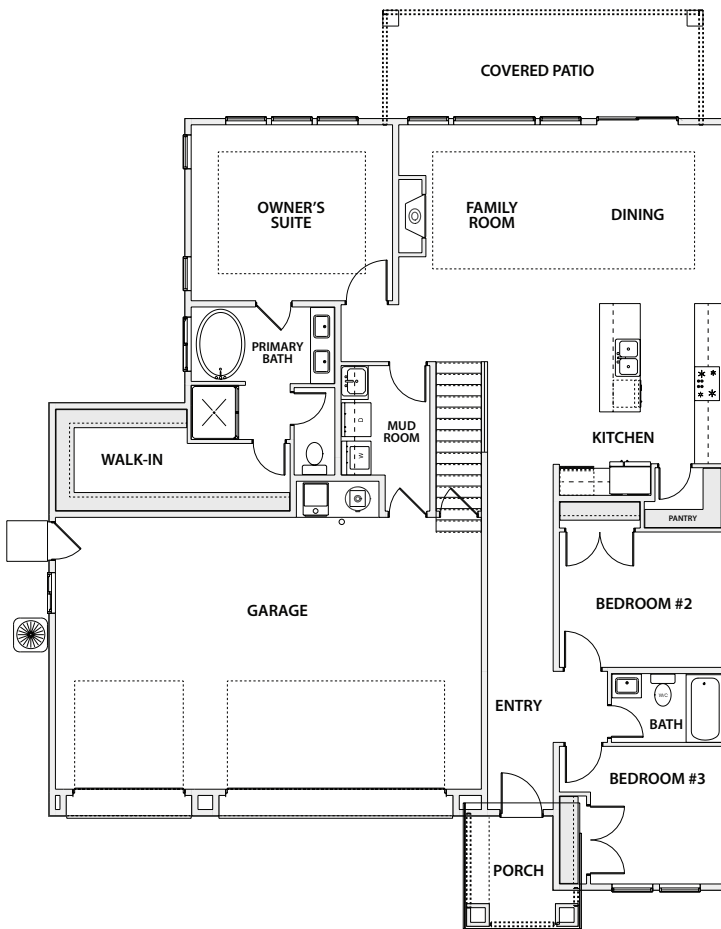 COVERED PATIO
OWNER'S
SUITE
FAMILY
ROOM
DINING
PRIMARY
BATH
MUD
ROOM
D
W
KITCHEN
WALK-IN
PANTRY
GARAGE
BEDROOM #2
ENTRY
WC
BATH
BEDROOM #3
PORCH